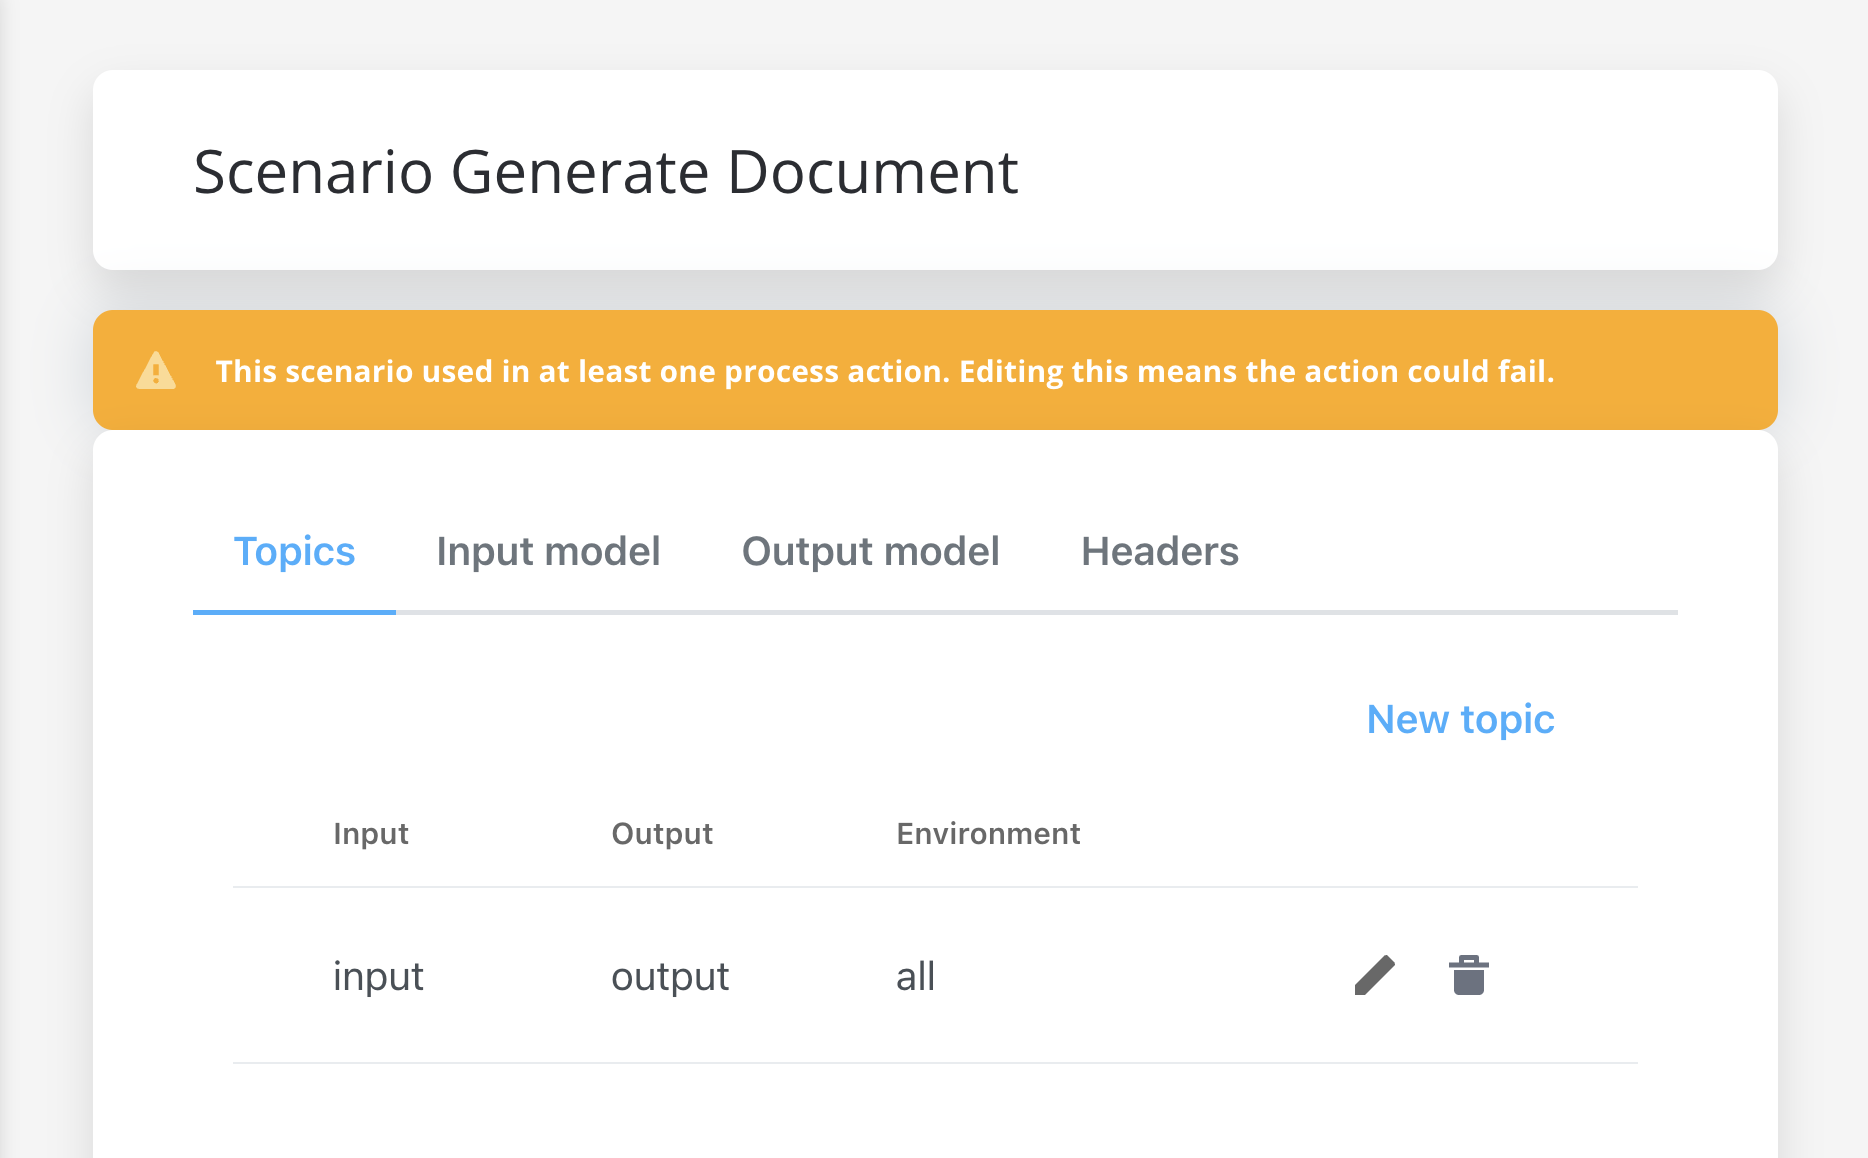 Scenario Generate Document
This scenario used in at least one process action. Editing this means the action could fail.
Topics Input model Output model Headers
New topic
Input Output Environment
input output all